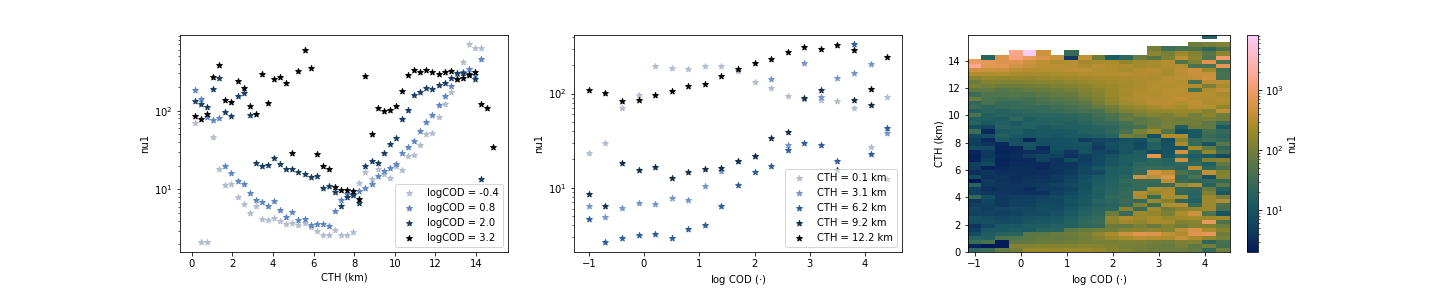 nu1
10²
10¹
0
2
4
6
8
10
12
14
CTH (km)
logCOD = -0.4
logCOD = 0.8
logCOD = 2.0
logCOD = 3.2
nu1
10²
10¹
−1
0
1
2
3
4
log COD (·)
CTH = 0.1 km
CTH = 3.1 km
CTH = 6.2 km
CTH = 9.2 km
CTH = 12.2 km
CTH (km)
14
12
10
8
6
4
2
0
−1
0
1
2
3
4
log COD (·)
10³
10²
10¹
nu1